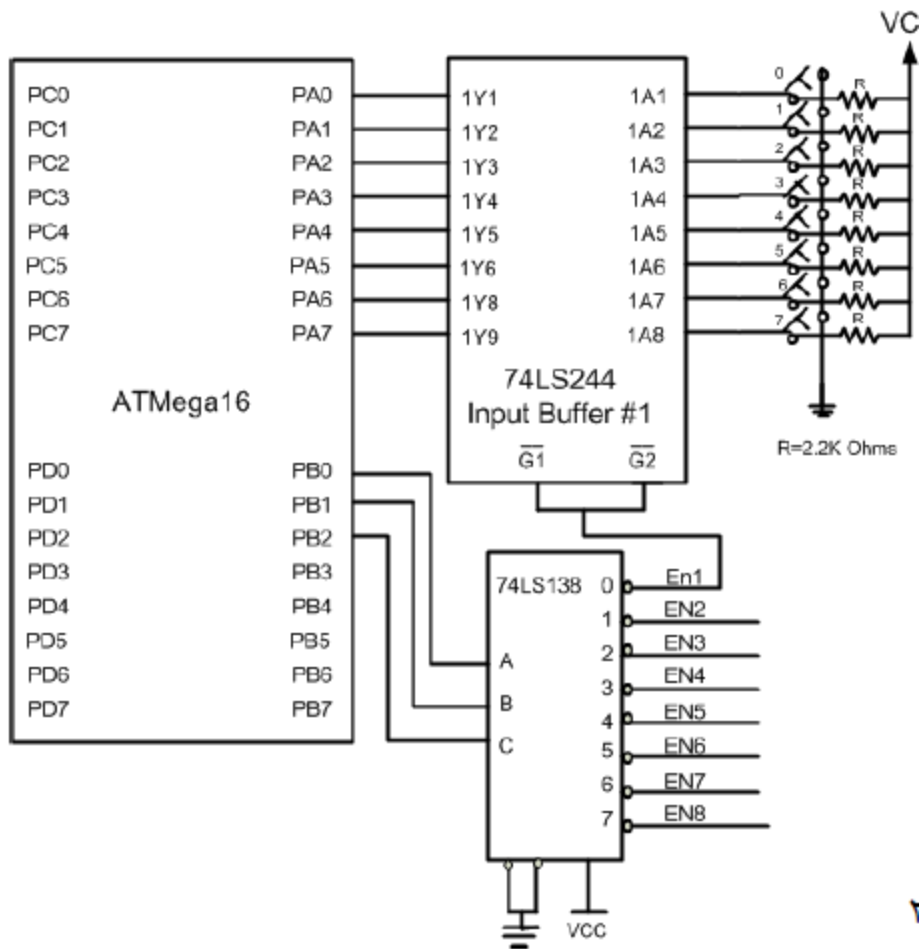 VC
PC0 PA0 1Y1 1A1 0 R
PC1 PA1 1Y2 1A2 1 R
PC2 PA2 1Y3 1A3 2 R
PC3 PA3 1Y4 1A4 3 R
PC4 PA4 1Y5 1A5 4 R
PC5 PA5 1Y6 1A6 5 R
PC6 PA6 1Y8 1A7 6 R
PC7 PA7 1Y9 1A8 7 R
ATMega16
74LS244
Input Buffer #1
G1 G2
R=2.2K Ohms
PD0 PB0
PD1 PB1
PD2 PB2
PD3 PB3
PD4 PB4
PD5 PB5
PD6 PB6
PD7 PB7
74LS138
A
B
C
0 En1
1 EN2
2 EN3
3 EN4
4 EN5
5 EN6
6 EN7
7 EN8
VCC